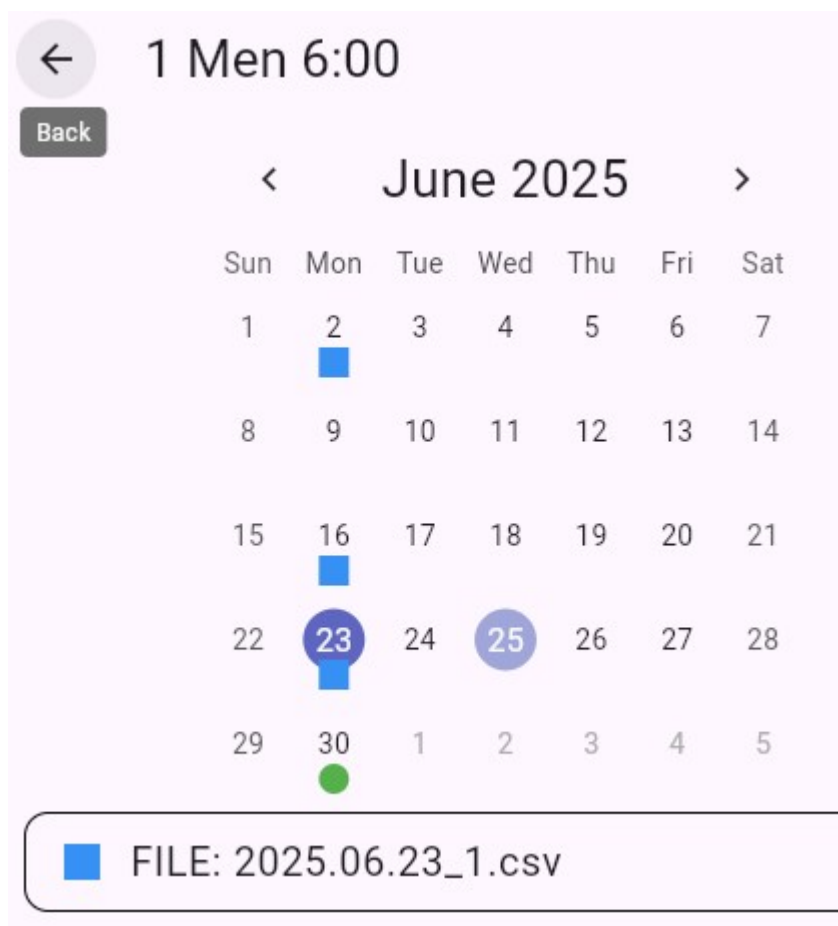 1 Men 6:00
Back
June 2025
Sun Mon Tue Wed Thu Fri Sat
1 2 3 4 5 6 7
8 9 10 11 12 13 14
15 16 17 18 19 20 21
22 23 24 25 26 27 28
29 30 1 2 3 4 5
FILE: 2025.06.23_1.csv